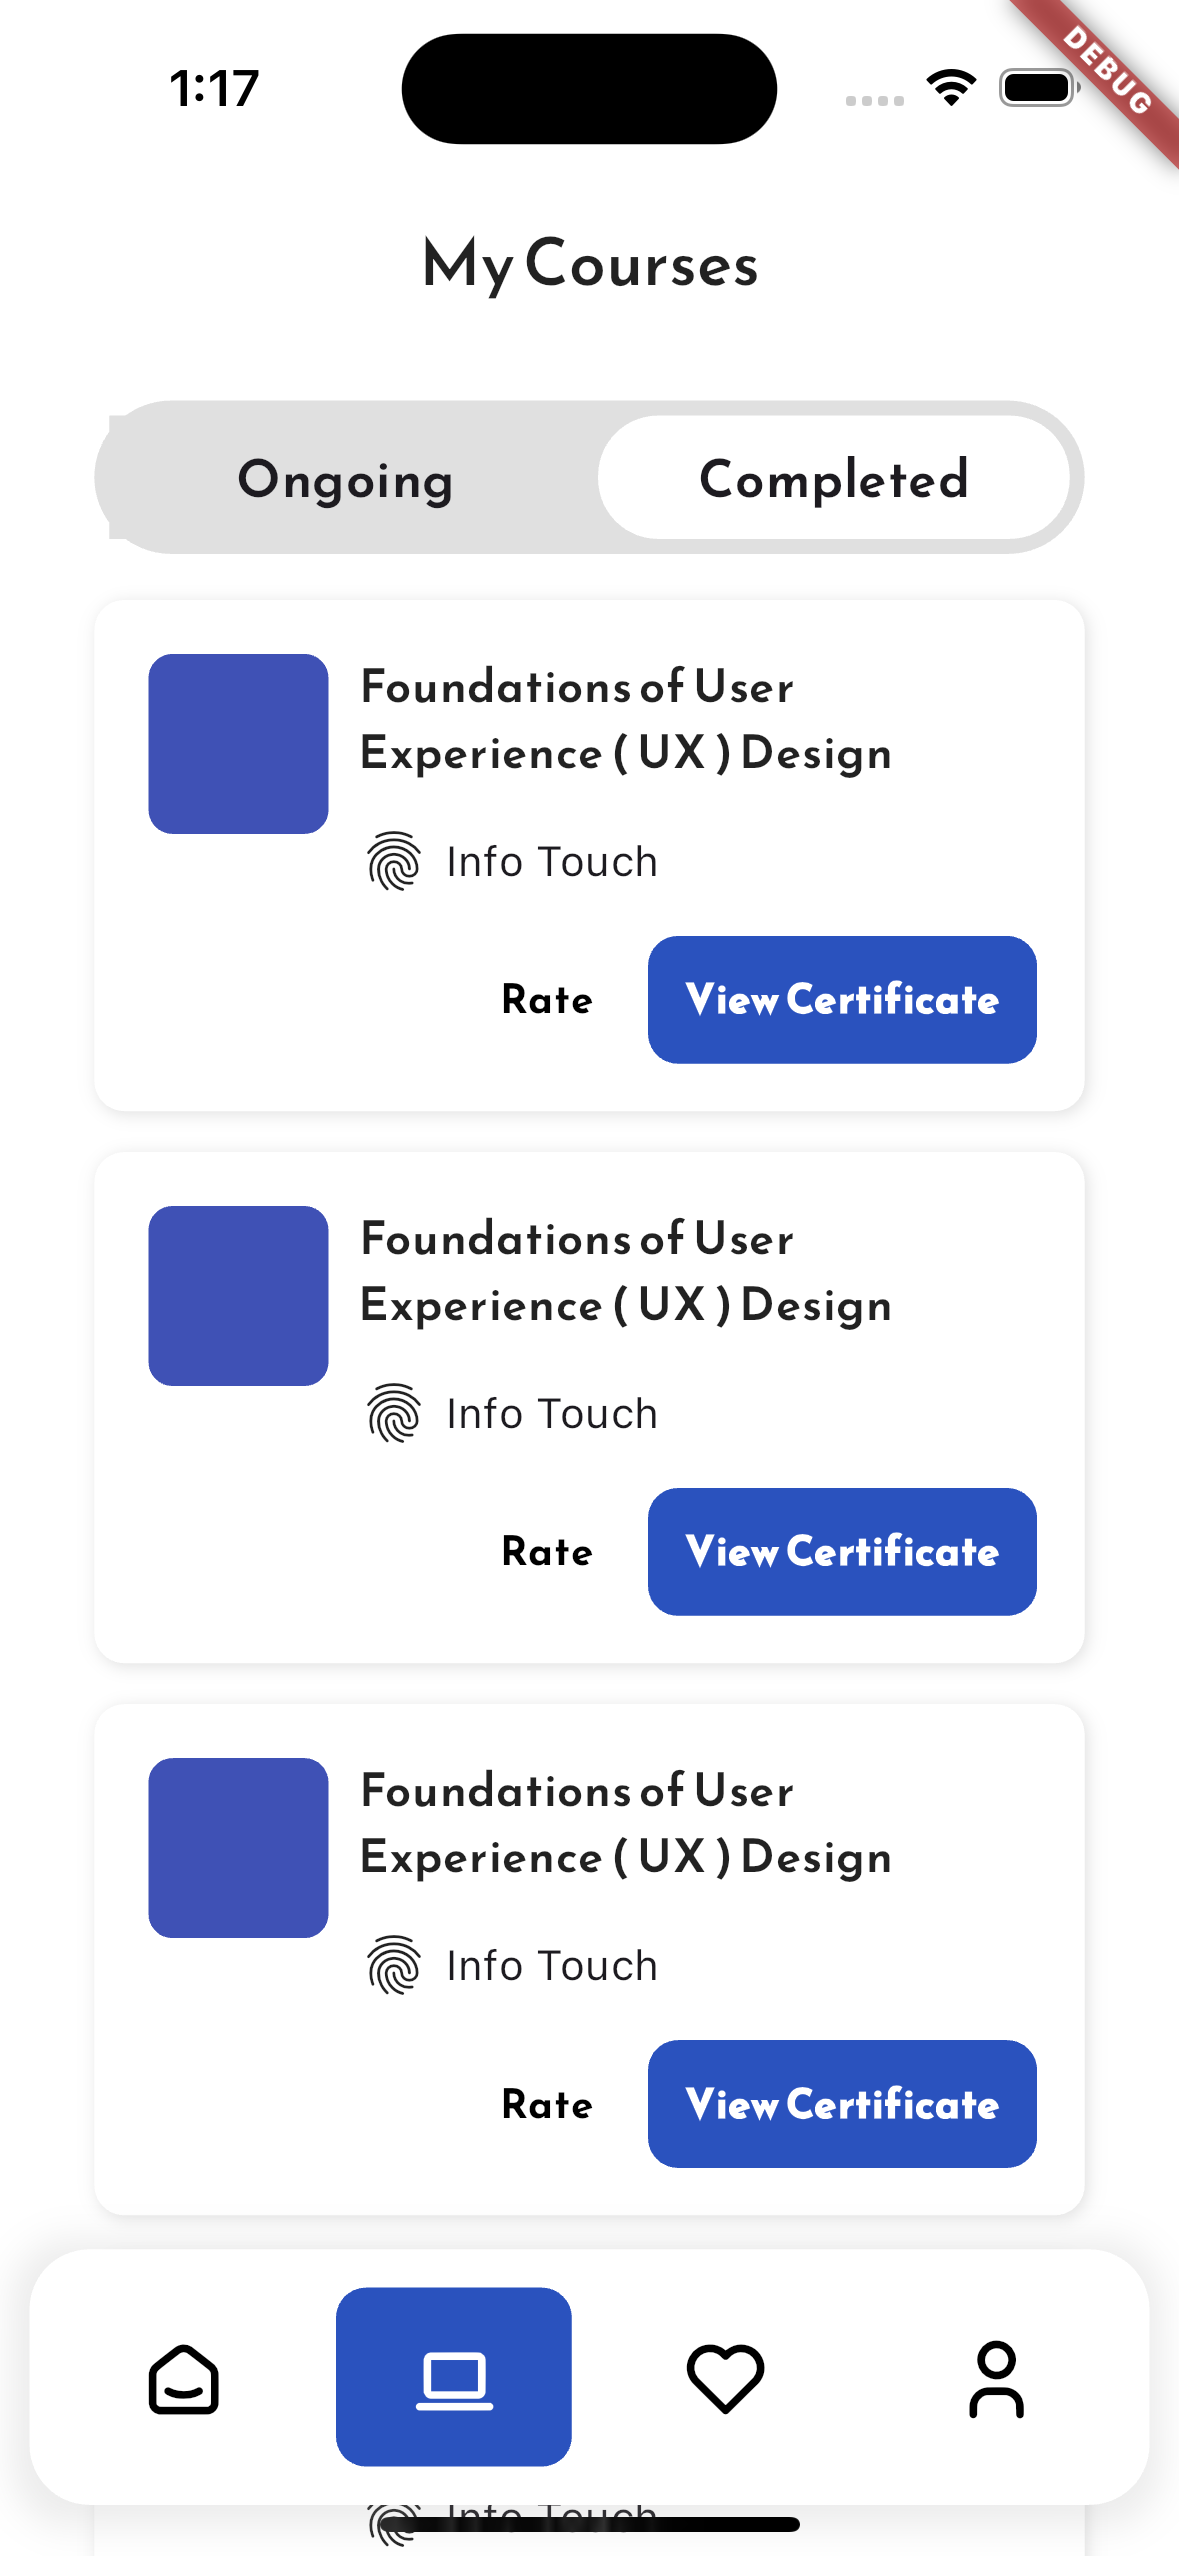 1:17
DEBUG
My Courses
Ongoing
Completed
Foundations of User
Experience ( UX ) Design
Info Touch
Rate
View Certificate
Foundations of User
Experience ( UX ) Design
Info Touch
Rate
View Certificate
Foundations of User
Experience ( UX ) Design
Info Touch
Rate
View Certificate
Info Touch